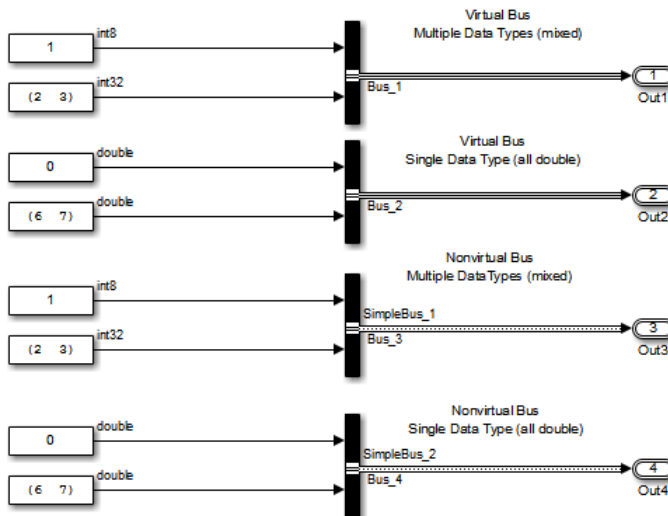 Virtual Bus
Multiple Data Types (mixed)
int8
1
int32
(2 3)
Bus_1
1
Out1
Virtual Bus
Single Data Type (all double)
double
0
double
(6 7)
Bus_2
2
Out2
Nonvirtual Bus
Multiple DataTypes (mixed)
int8
1
SimpleBus_1
int32
(2 3)
Bus_3
3
Out3
Nonvirtual Bus
Single Data Type (all double)
double
0
SimpleBus_2
double
(6 7)
Bus_4
4
Out4